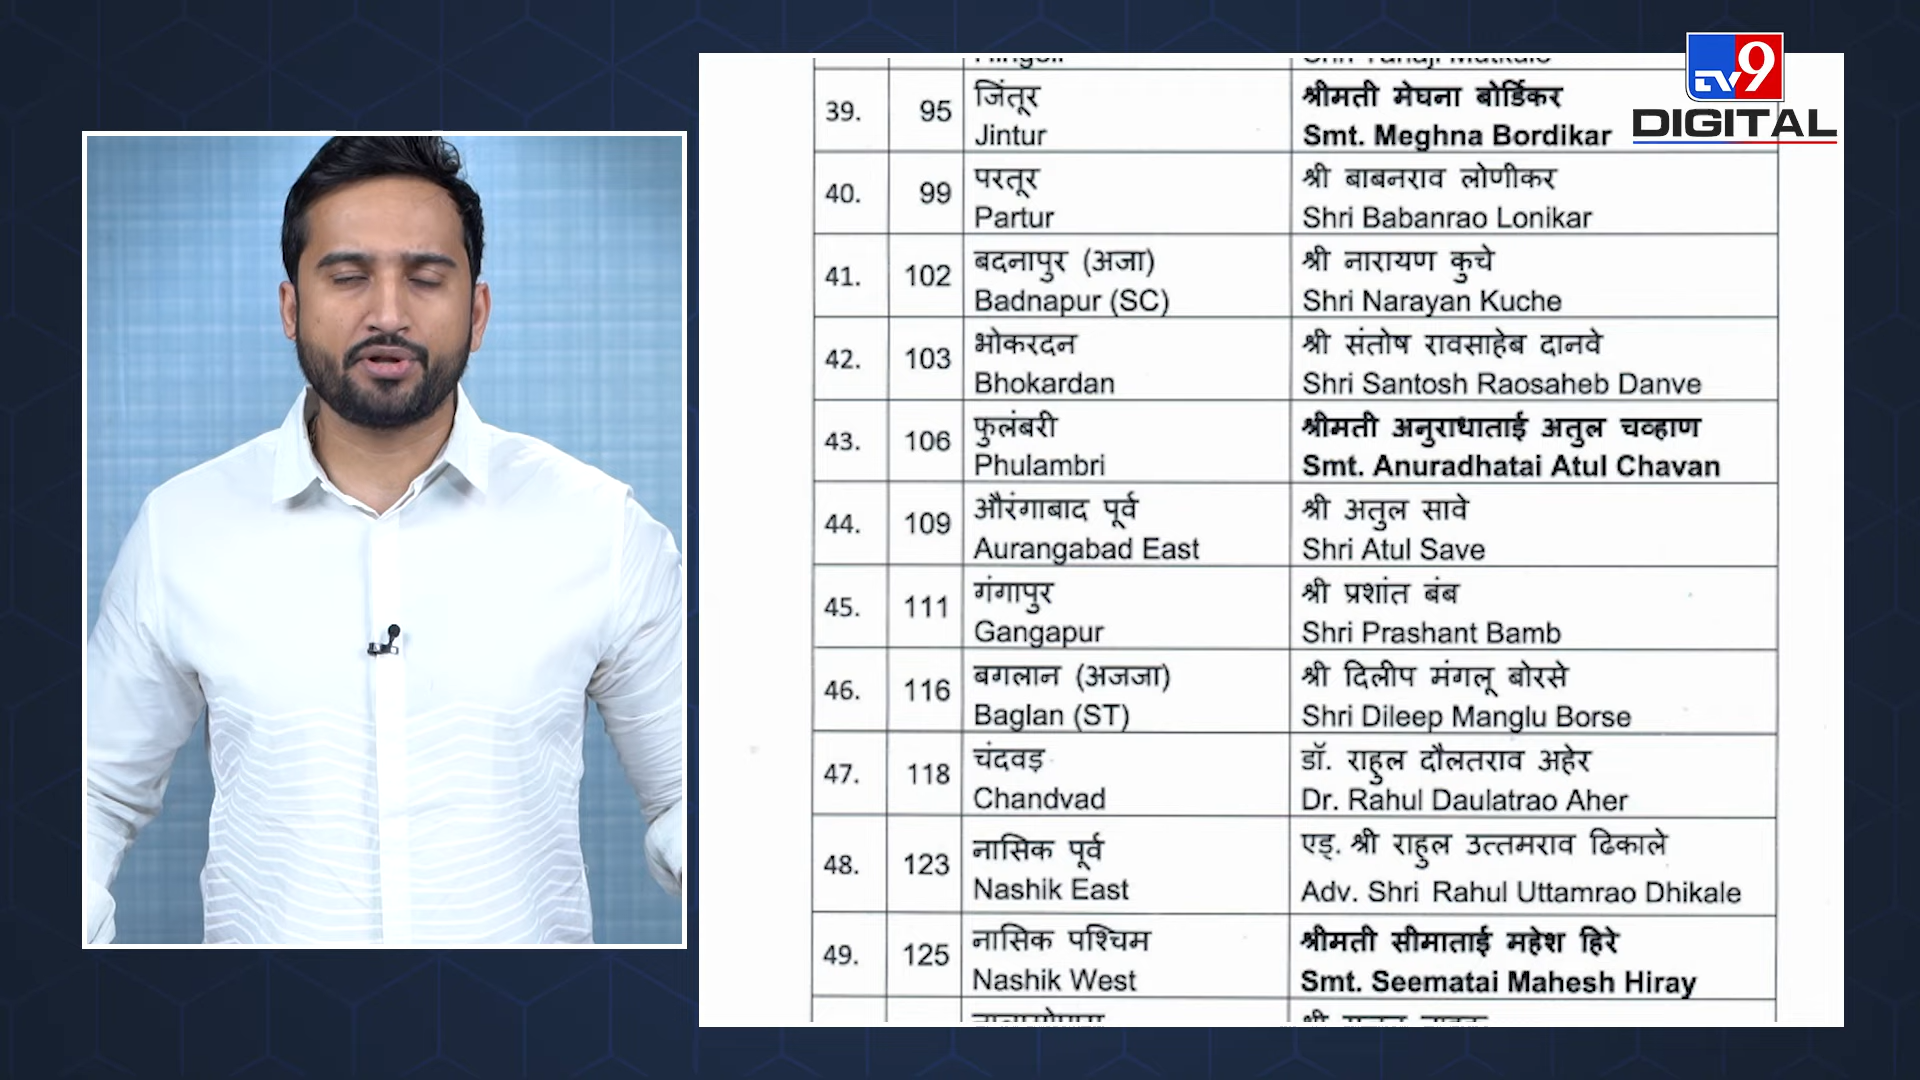 TV9
DIGITAL
39. 95 जिंतूर श्रीमती मेघना बोर्डिकर
Jintur Smt. Meghna Bordikar
40. 99 परतूर श्री बाबनराव लोणीकर
Partur Shri Babanrao Lonikar
41. 102 बदनापुर (अजा) श्री नारायण कुचे
Badnapur (SC) Shri Narayan Kuche
42. 103 भोकरदन श्री संतोष रावसाहेब दानवे
Bhokardan Shri Santosh Raosaheb Danve
43. 106 फुलंबरी श्रीमती अनुराधाताई अतुल चव्हाण
Phulambri Smt. Anuradhatai Atul Chavan
44. 109 औरंगाबाद पूर्व श्री अतुल सावे
Aurangabad East Shri Atul Save
45. 111 गंगापुर श्री प्रशांत बंब
Gangapur Shri Prashant Bamb
46. 116 बगलान (अजजा) श्री दिलीप मंगलू बोरसे
Baglan (ST) Shri Dileep Manglu Borse
47. 118 चंदवड़ डॉ. राहुल दौलतराव अहेर
Chandvad Dr. Rahul Daulatrao Aher
48. 123 नासिक पूर्व एड्. श्री राहुल उत्तमराव ढिकाले
Nashik East Adv. Shri Rahul Uttamrao Dhikale
49. 125 नासिक पश्चिम श्रीमती सीमाताई महेश हिरे
Nashik West Smt. Seematai Mahesh Hiray